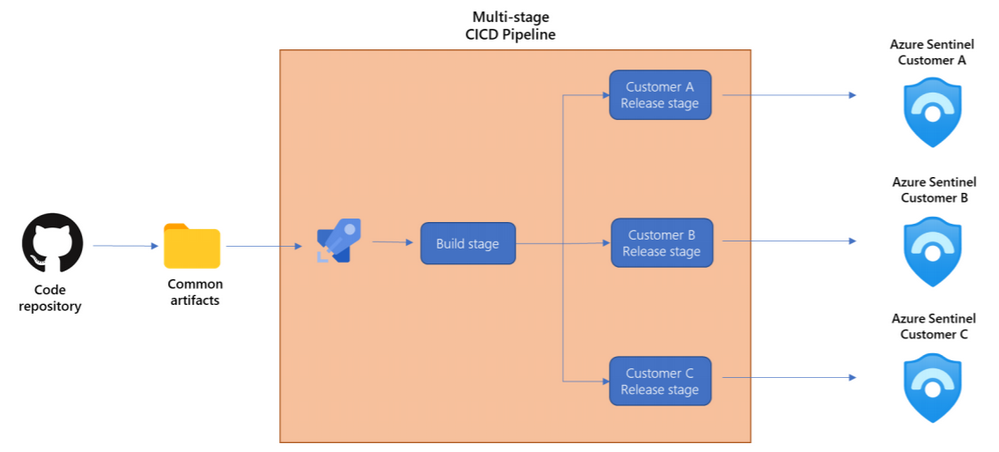 Multi-stage
CICD Pipeline
Azure Sentinel
Customer A
Customer A
Release stage
Azure Sentinel
Customer B
Build stage
Customer B
Release stage
Code
repository
Common
artifacts
Azure Sentinel
Customer C
Customer C
Release stage